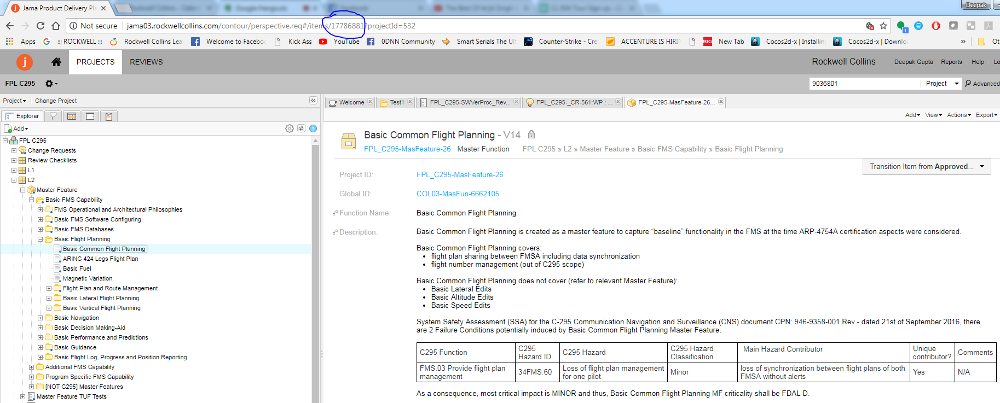 Jama Product Delivery Pla
Deepak
Not secure | jama03.rockwellcollins.com/contour/perspective.req#/items/17786881?projectId=532
Apps ::: ROCKWELL ::: Rockwell Collins Lea Welcome to Faceboo Kick Ass YouTube 0DNN Community Smart Serials The Ult Counter-Strike - Crea ACCENTURE IS HIRIN BIG New Tab Cocos2d-x | Installing Cocos2d-x | Downlo » Ot
j PROJECTS REVIEWS Rockwell Collins Deepak Gupta Reports Help Lo
FPL C295 9036801 Project Advanced
Project Change Project
Welcome Test1 FPL_C295-SWVerProc_Rev... FPL_C295-_CR-561:WP : ... FPL_C295-MasFeature-26...
Explorer
Add View Actions Export
Add
FPL C295
Change Requests
Review Checklists
L1
L2
Master Feature
Basic FMS Capability
FMS Operational and Architectural Philosophies
Basic FMS Software Configuring
Basic FMS Databases
Basic Flight Planning
Basic Common Flight Planning
ARINC 424 Legs Flight Plan
Basic Fuel
Magnetic Variation
Flight Plan and Route Management
Basic Lateral Flight Planning
Basic Vertical Flight Planning
Basic Navigation
Basic Decision Making-Aid
Basic Performance and Predictions
Basic Guidance
Basic Flight Log, Progress and Position Reporting
Additional FMS Capability
Program Specific FMS Capability
[NOT C295] Master Features
Master Feature TUF Tests
Basic Common Flight Planning - V14
FPL_C295-MasFeature-26 · Master Function FPL C295 » L2 » Master Feature » Basic FMS Capability » Basic Flight Planning
Transition Item from Approved...
Project ID: FPL_C295-MasFeature-26
Global ID: COL03-MasFun-6662105
Function Name: Basic Common Flight Planning
Description: Basic Common Flight Planning is created as a master feature to capture “baseline” functionality in the FMS at the time ARP-4754A certification aspects were considered.
Basic Common Flight Planning covers:
• flight plan sharing between FMSA including data synchronization
• flight number management (out of C295 scope)
Basic Common Flight Planning does not cover (refer to relevant Master Feature):
• Basic Lateral Edits
• Basic Altitude Edits
• Basic Speed Edits
System Safety Assessment (SSA) for the C-295 Communication Navigation and Surveillance (CNS) document CPN: 946-9358-001 Rev - dated 21st of September 2016, there
are 2 Failure Conditions potentially induced by Basic Common Flight Planning Master Feature.
C295 Function C295 Hazard ID C295 Hazard C295 Hazard Classification Main Hazard Contributor Unique contributor? Comments
FMS.03 Provide flight plan management 34FMS.60 Loss of flight plan management for one pilot Minor loss of synchronization between flight plans of both FMSA without alerts Yes N/A
As a consequence, most critical impact is MINOR and thus, Basic Common Flight Planning MF criticality shall be FDAL D.